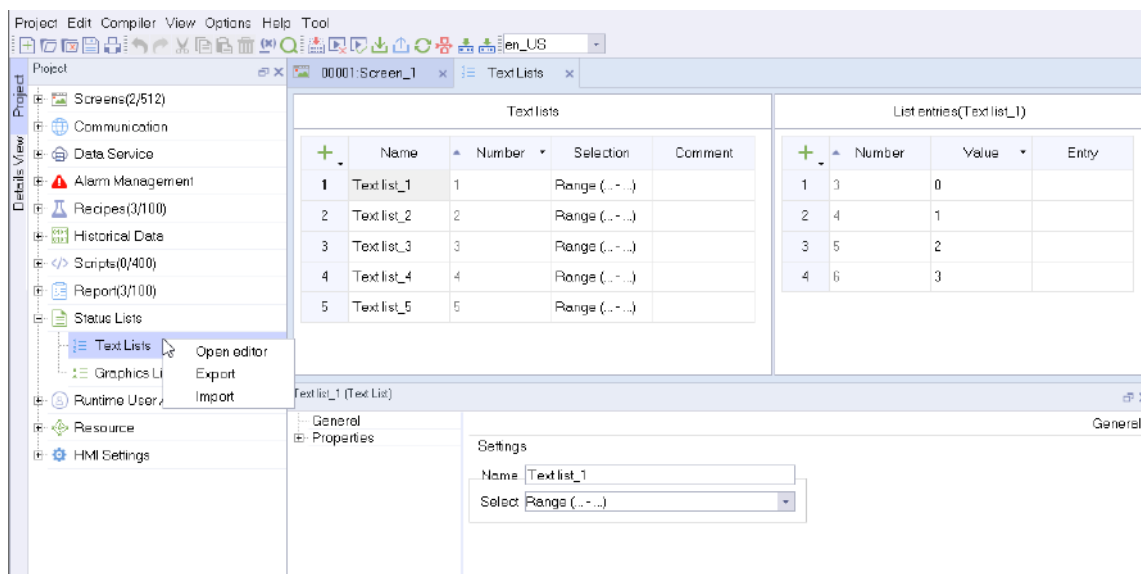 Project Edit Compiler View Options Help Tool
en_US
Project
Details View
Project
Screens(2/512)
Communication
Data Service
Alarm Management
Recipes(3/100)
Historical Data
Scripts(0/400)
Report(3/100)
Status Lists
Text Lists
Graphics Li
Runtime User
Resource
HMI Settings
Open editor
Export
Import
00001:Screen_1 Text Lists
Text lists
Name Number Selection Comment
1 Text list_1 1 Range (...-...)
2 Text list_2 2 Range (...-...)
3 Text list_3 3 Range (...-...)
4 Text list_4 4 Range (...-...)
5 Text list_5 5 Range (...-...)
List entries(Text list_1)
Number Value Entry
1 3 0
2 4 1
3 5 2
4 6 3
Text list_1 (Text List)
General
Properties
General
Settings
Name Text list_1
Select Range (...-...)